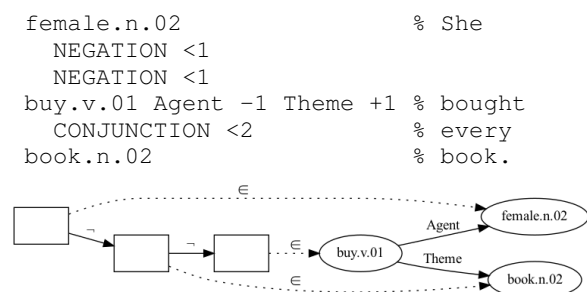 female.n.02 % She
NEGATION <1
NEGATION <1
buy.v.01 Agent -1 Theme +1 % bought
CONJUNCTION <2 % every
book.n.02 % book.
∈
¬
¬
∈
∈
buy.v.01
Agent
Theme
female.n.02
book.n.02